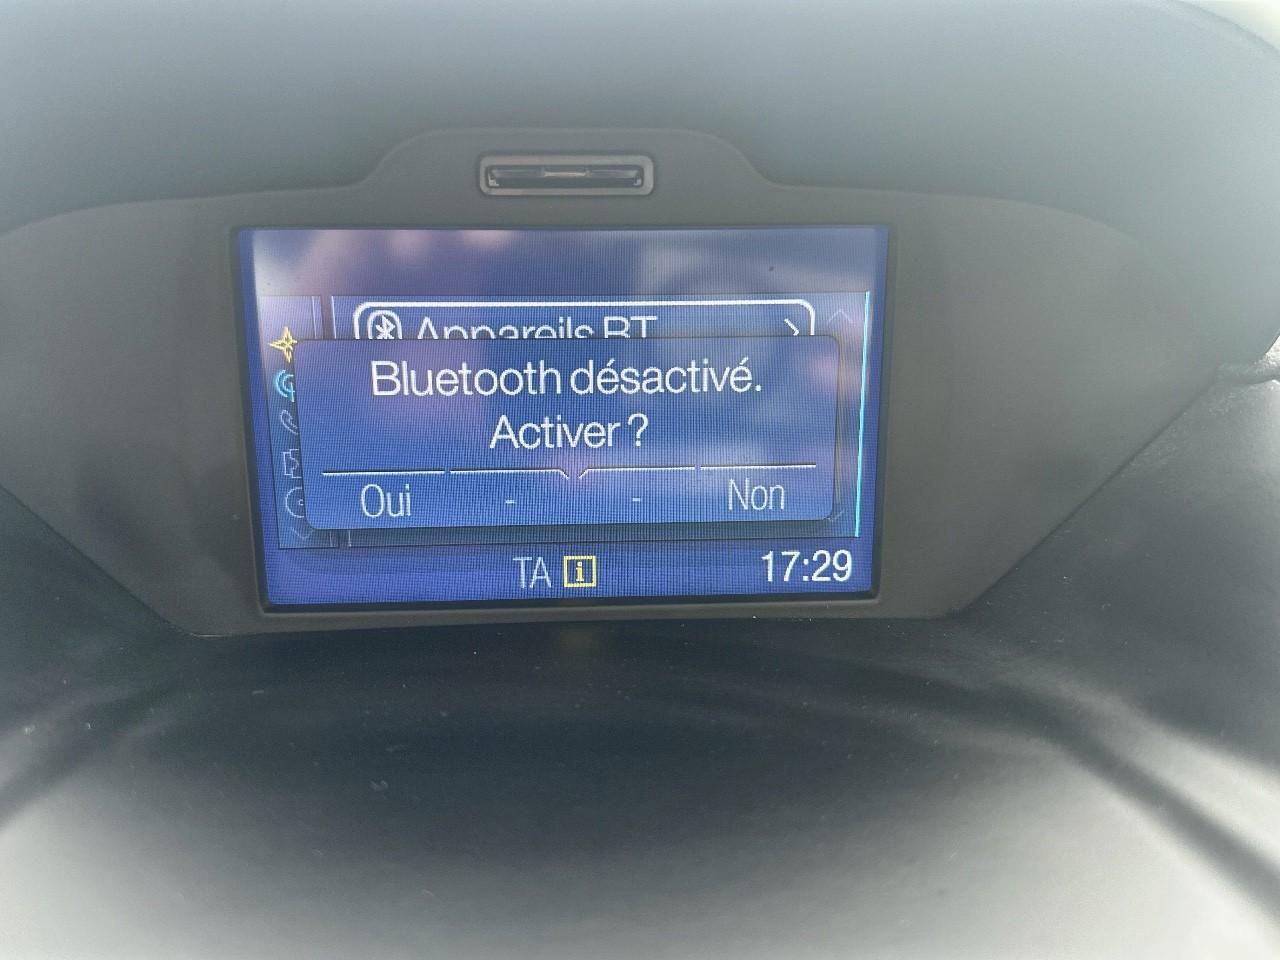 Appareils BT
Bluetooth désactivé.
Activer ?
Oui - - Non
TA i 17:29